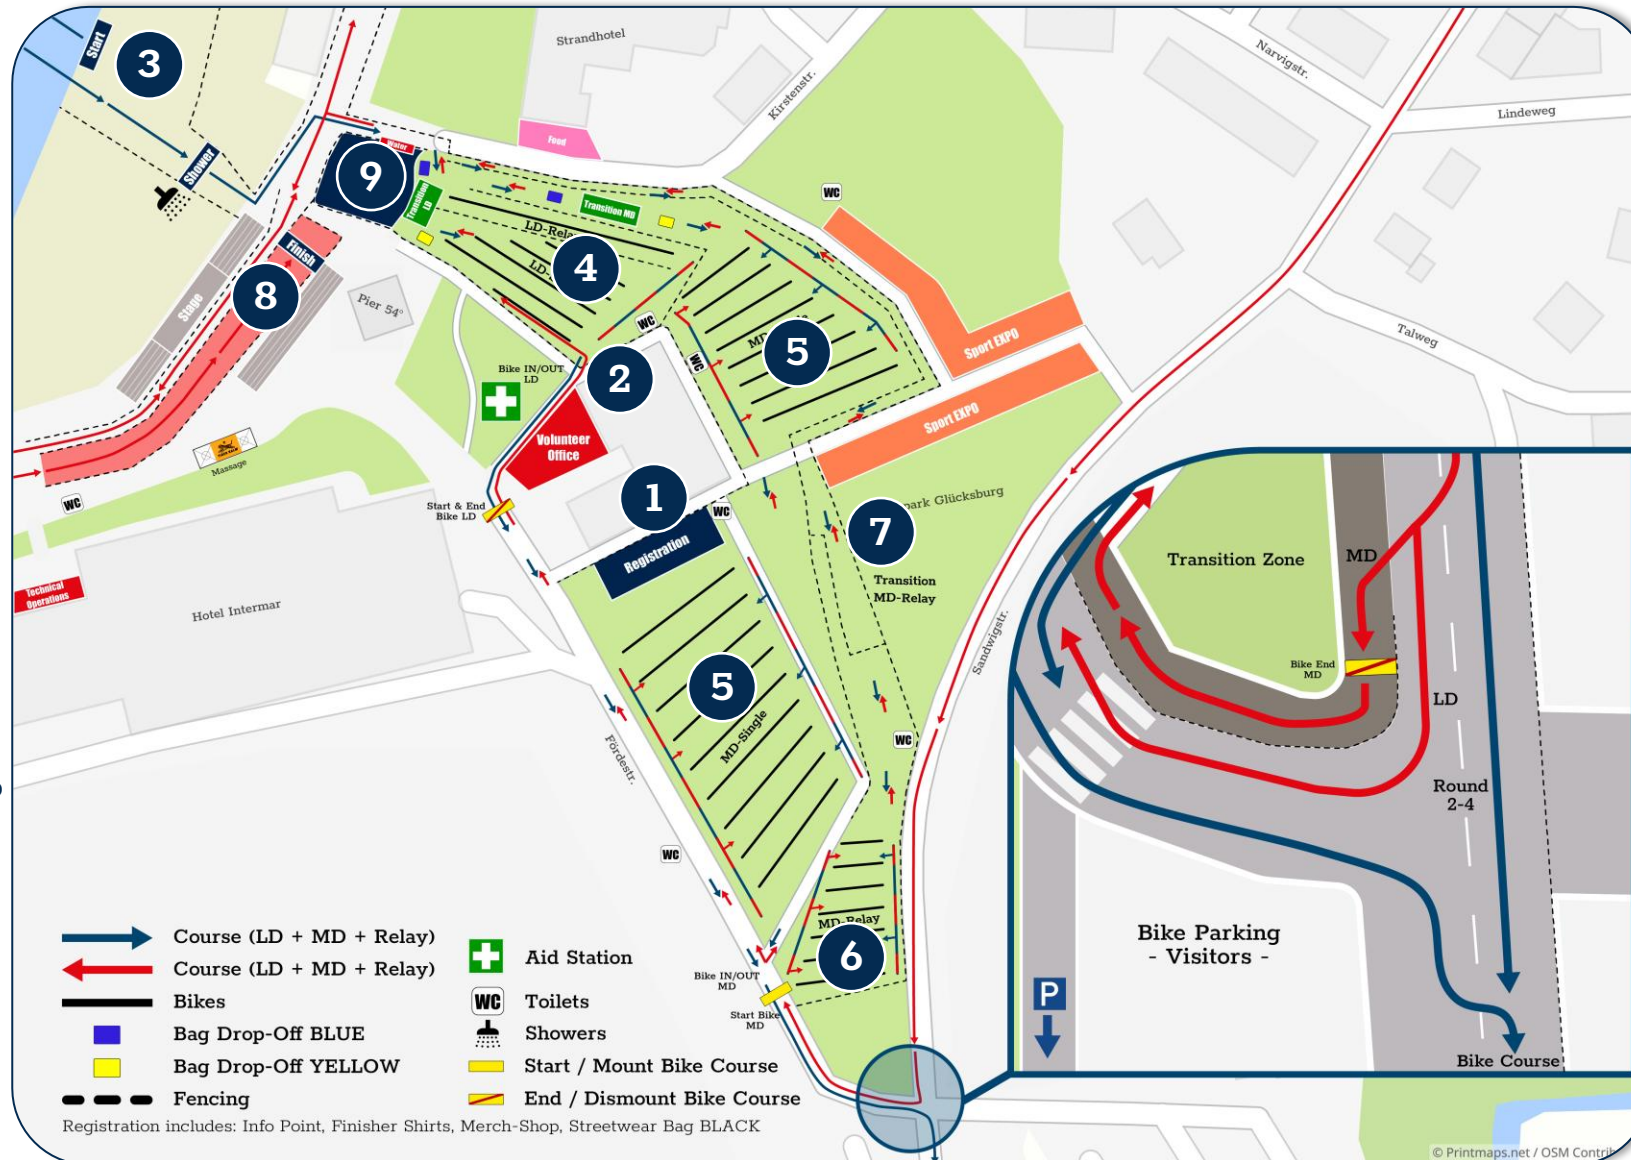 Start
3
Strandhotel
Narvigstr.
Kirstenstr.
Lindeweg
Food
Water
Shower
9
WC
Transition
LD
Transition MD
LD-Rela
LD-
4
Finish
8
Stage
Pier 54°
WC
WC
MD-
5
Sport EXPO
Talweg
Bike IN/OUT
LD
2
Sport EXPO
Volunteer
Office
Massage
WC
Start & End
Bike LD
1
WC
Registration
park Glücksburg
7
Transition
MD-Relay
Technical
Operations
Hotel Intermar
Sandwigstr.
5
MD-Single
Fördestr.
WC
WC
MD-Relay
6
Bike IN/OUT
MD
Start Bike
MD
Transition Zone
MD
Bike End
MD
LD
Round
2-4
Bike Parking
- Visitors -
P
Bike Course
Course (LD + MD + Relay)
Course (LD + MD + Relay)
Bikes
Bag Drop-Off BLUE
Bag Drop-Off YELLOW
Fencing
Aid Station
WC
Toilets
Showers
Start / Mount Bike Course
End / Dismount Bike Course
Registration includes: Info Point, Finisher Shirts, Merch-Shop, Streetwear Bag BLACK
© Printmaps.net / OSM Contrib